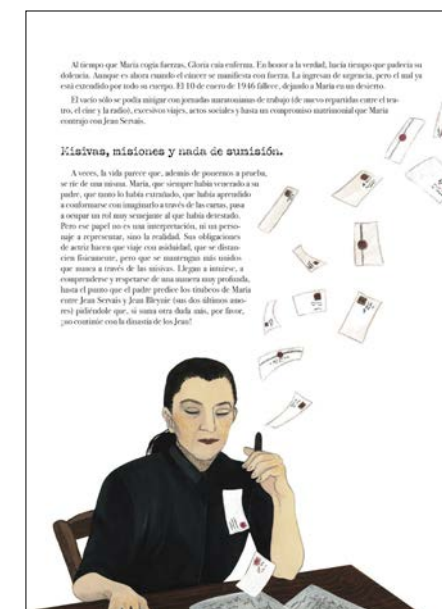 Al tiempo que María cogía fuerzas, Gloria caía enferma. En honor a la verdad, hacía tiempo que padecía su
dolencia. Aunque es ahora cuando el cáncer se manifiesta con fuerza. La ingresan de urgencia, pero el mal ya
está extendido por todo su cuerpo. El 10 de enero de 1946 fallece, dejando a María en un desierto.
El vacío sólo se podía mitigar con jornadas maratonianas de trabajo (de nuevo repartidas entre el tea-
tro, el cine y la radio), excesivos viajes, actos sociales y hasta un compromiso matrimonial que María
contrajo con Jean Servais.
Misivas, misiones y nada de sumisión.
A veces, la vida parece que, además de ponernos a prueba,
se ríe de una misma. María, que siempre había venerado a su
padre, que tanto lo había extrañado, que había aprendido
a conformarse con imaginarlo a través de las cartas, pasa
a ocupar un rol muy semejante al que había detestado.
Pero ese papel no es una interpretación, ni un perso-
naje a representar, sino la realidad. Sus obligaciones
de actriz hacen que viaje con asiduidad, que se distan-
cien físicamente, pero que se mantengan más unidos
que nunca a través de las misivas. Llegan a intuirse, a
comprenderse y respetarse de una manera muy profunda,
hasta el punto que el padre predice los titubeos de María
entre Jean Servais y Jean Bleynie (sus dos últimos amo-
res) pidiéndole que, si suma otra duda más, por favor,
¡no continúe con la dinastía de los Jean!